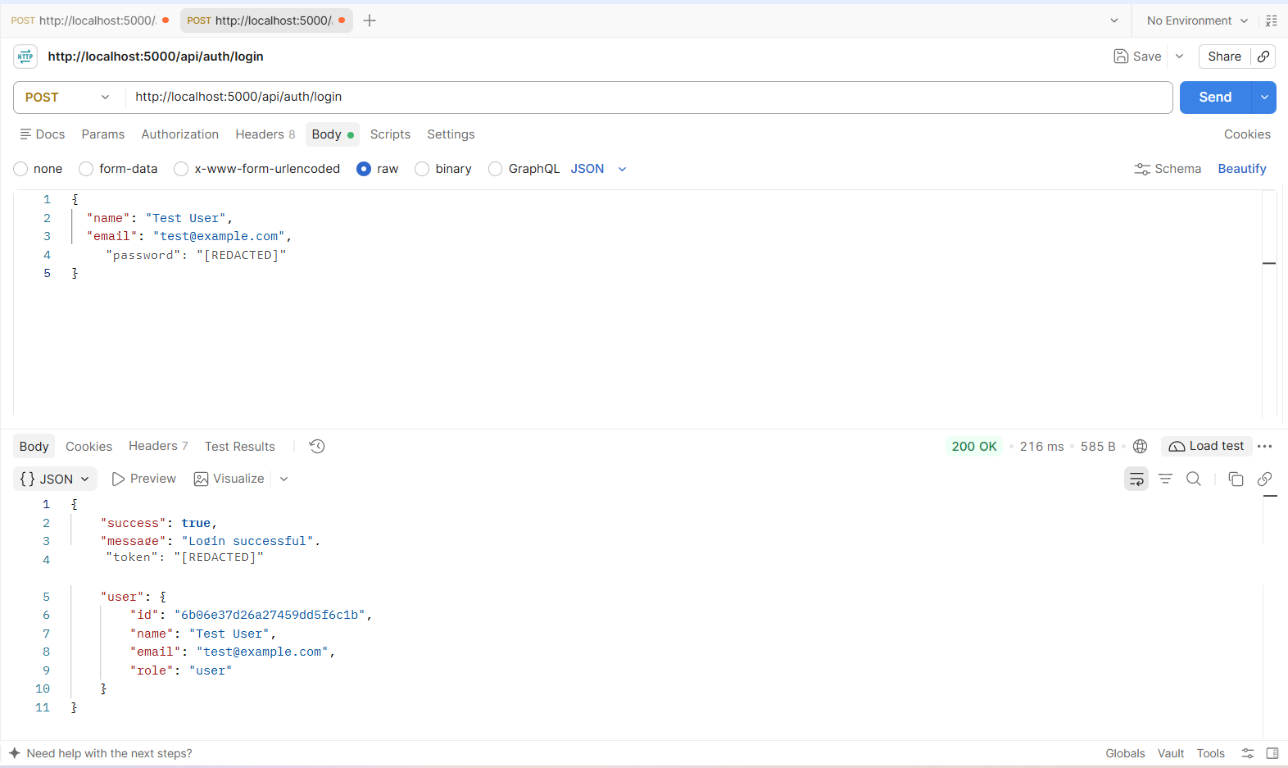 POST http://localhost:5000/. POST http://localhost:5000/. No Environment
HTTP http://localhost:5000/api/auth/login Save Share
POST http://localhost:5000/api/auth/login Send
Docs Params Authorization Headers 8 Body Scripts Settings Cookies
none form-data x-www-form-urlencoded raw binary GraphQL JSON Schema Beautify
1 {
2 "name": "Test User",
3 "email": "test@example.com",
4 "password": "[REDACTED]"
5 }
Body Cookies Headers 7 Test Results 200 OK 216 ms 585 B Load test
{} JSON Preview Visualize
1 {
2 "success": true,
3 "message": "Login successful",
4 "token": "[REDACTED]"
5 "user": {
6 "id": "6b06e37d26a27459dd5f6c1b",
7 "name": "Test User",
8 "email": "test@example.com",
9 "role": "user"
10 }
11 }
Need help with the next steps? Globals Vault Tools